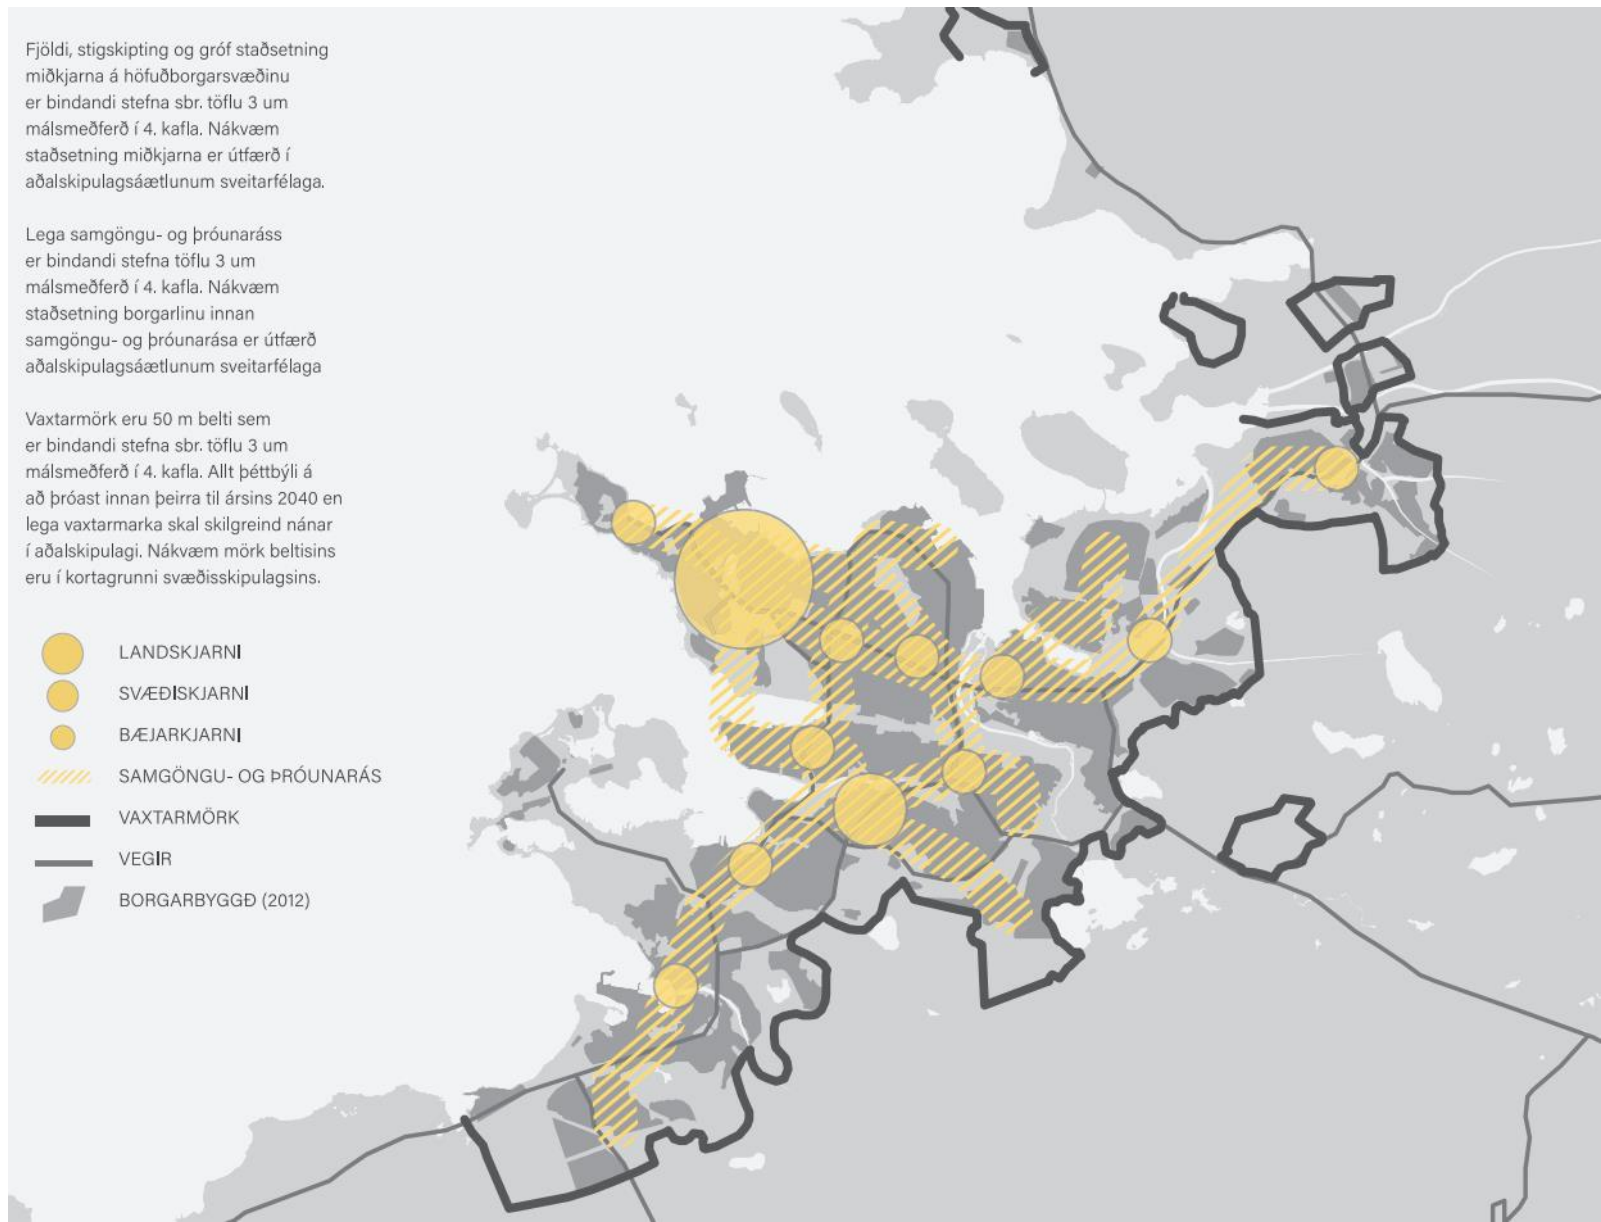 Fjöldi, stigskipting og gróf staðsetning
miðkjarna á höfuðborgarsvæðinu
er bindandi stefna sbr. töflu 3 um
málsmeðferð í 4. kafla. Nákvæm
staðsetning miðkjarna er útfærð í
aðalskipulagsáætlunum sveitarfélaga.
Lega samgöngu- og þróunaráss
er bindandi stefna töflu 3 um
málsmeðferð í 4. kafla. Nákvæm
staðsetning borgarlinu innan
samgöngu- og þróunarása er útfærð
aðalskipulagsáætlunum sveitarfélaga
Vaxtarmörk eru 50 m belti sem
er bindandi stefna sbr. töflu 3 um
málsmeðferð í 4. kafla. Allt þéttbýli á
að þróast innan þeirra til ársins 2040 en
lega vaxtarmarka skal skilgreind nánar
í aðalskipulagi. Nákvæm mörk beltisins
eru í kortagrunni svæðisskipulagsins.
LANDSKJARNI
SVÆÐISKJARNI
BÆJARKJARNI
SAMGÖNGU- OG ÞRÓUNARÁS
VAXTARMÖRK
VEGIR
BORGARBYGGÐ (2012)